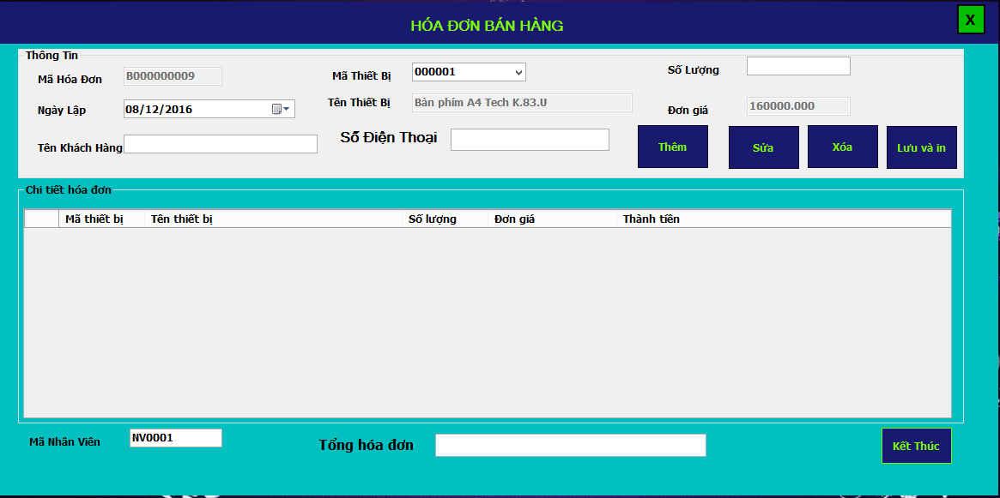 HÓA ĐƠN BÁN HÀNG
X
Thông Tin
Mã Hóa Đơn B000000009
Mã Thiết Bị 000001
Số Lượng
Ngày Lập 08/12/2016
Tên Thiết Bị Bàn phím A4 Tech K.83.U
Đơn giá 160000.000
Tên Khách Hàng
Số Điện Thoại
Thêm
Sửa
Xóa
Lưu và in
Chi tiết hóa đơn
Mã thiết bị Tên thiết bị Số lượng Đơn giá Thành tiền
Mã Nhân Viên NV0001
Tổng hóa đơn
Kết Thúc